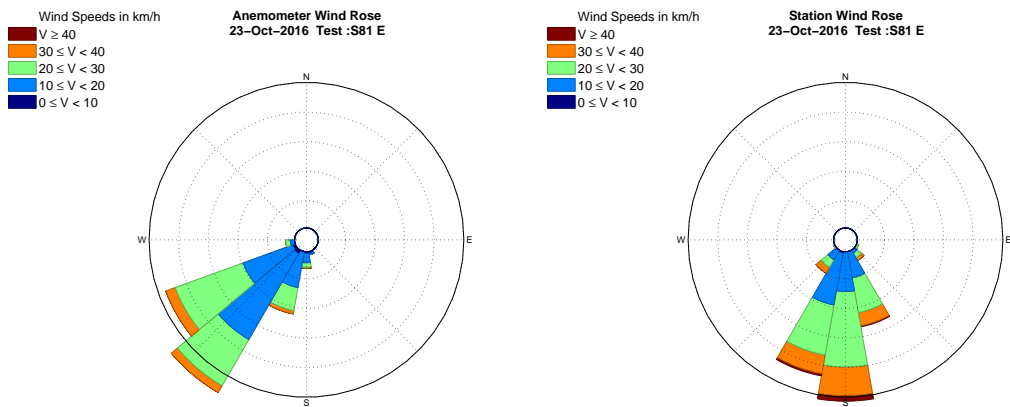 Wind Speeds in km/h
V ≥ 40
30 ≤ V < 40
20 ≤ V < 30
10 ≤ V < 20
0 ≤ V < 10
Anemometer Wind Rose
23−Oct−2016 Test :S81 E
N
W
E
S
Wind Speeds in km/h
V ≥ 40
30 ≤ V < 40
20 ≤ V < 30
10 ≤ V < 20
0 ≤ V < 10
Station Wind Rose
23−Oct−2016 Test :S81 E
N
W
E
S